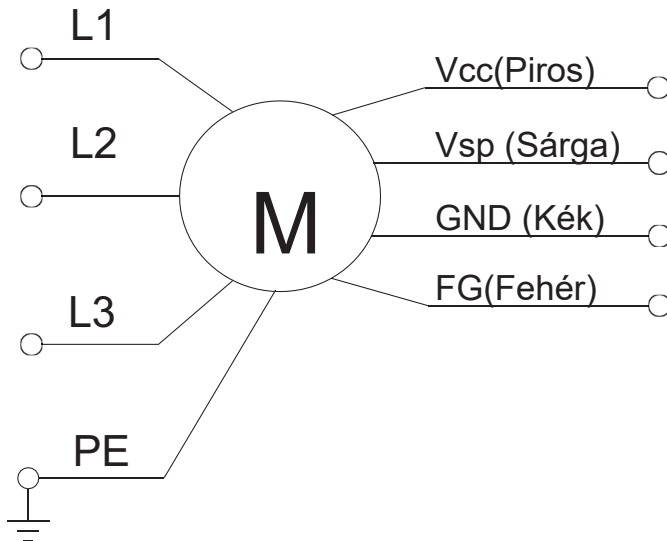 L1
L2
L3
PE
M
Vcc(Piros)
Vsp (Sárga)
GND (Kék)
FG(Fehér)